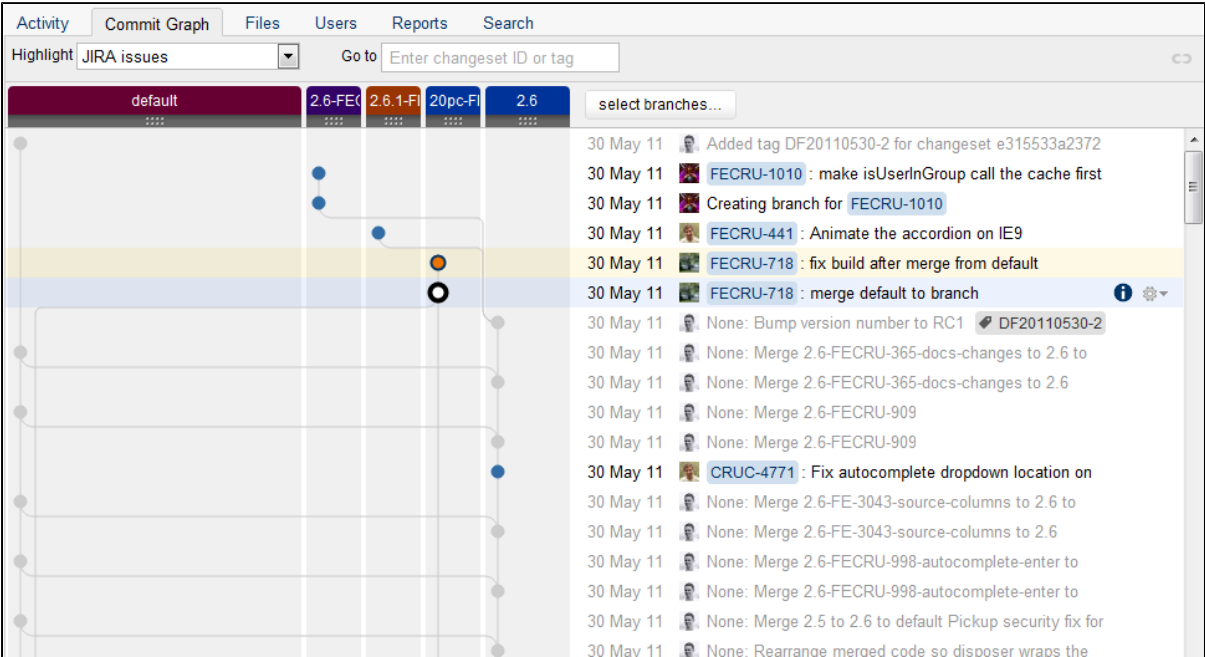 Activity Commit Graph Files Users Reports Search
Highlight JIRA issues Go to Enter changeset ID or tag
default 2.6-FEC 2.6.1-FI 20pc-FI 2.6 select branches...
30 May 11 Added tag DF20110530-2 for changeset e315533a2372
30 May 11 FECRU-1010 : make isUserInGroup call the cache first
30 May 11 Creating branch for FECRU-1010
30 May 11 FECRU-441 : Animate the accordion on IE9
30 May 11 FECRU-718 : fix build after merge from default
30 May 11 FECRU-718 : merge default to branch
30 May 11 None: Bump version number to RC1 DF20110530-2
30 May 11 None: Merge 2.6-FECRU-365-docs-changes to 2.6 to
30 May 11 None: Merge 2.6-FECRU-365-docs-changes to 2.6
30 May 11 None: Merge 2.6-FECRU-909
30 May 11 None: Merge 2.6-FECRU-909
30 May 11 CRUC-4771 : Fix autocomplete dropdown location on
30 May 11 None: Merge 2.6-FE-3043-source-columns to 2.6 to
30 May 11 None: Merge 2.6-FE-3043-source-columns to 2.6
30 May 11 None: Merge 2.6-FECRU-998-autocomplete-enter to
30 May 11 None: Merge 2.6-FECRU-998-autocomplete-enter to
30 May 11 None: Merge 2.5 to 2.6 to default Pickup security fix for
30 May 11 None: Rearrange merged code so disposer wraps the